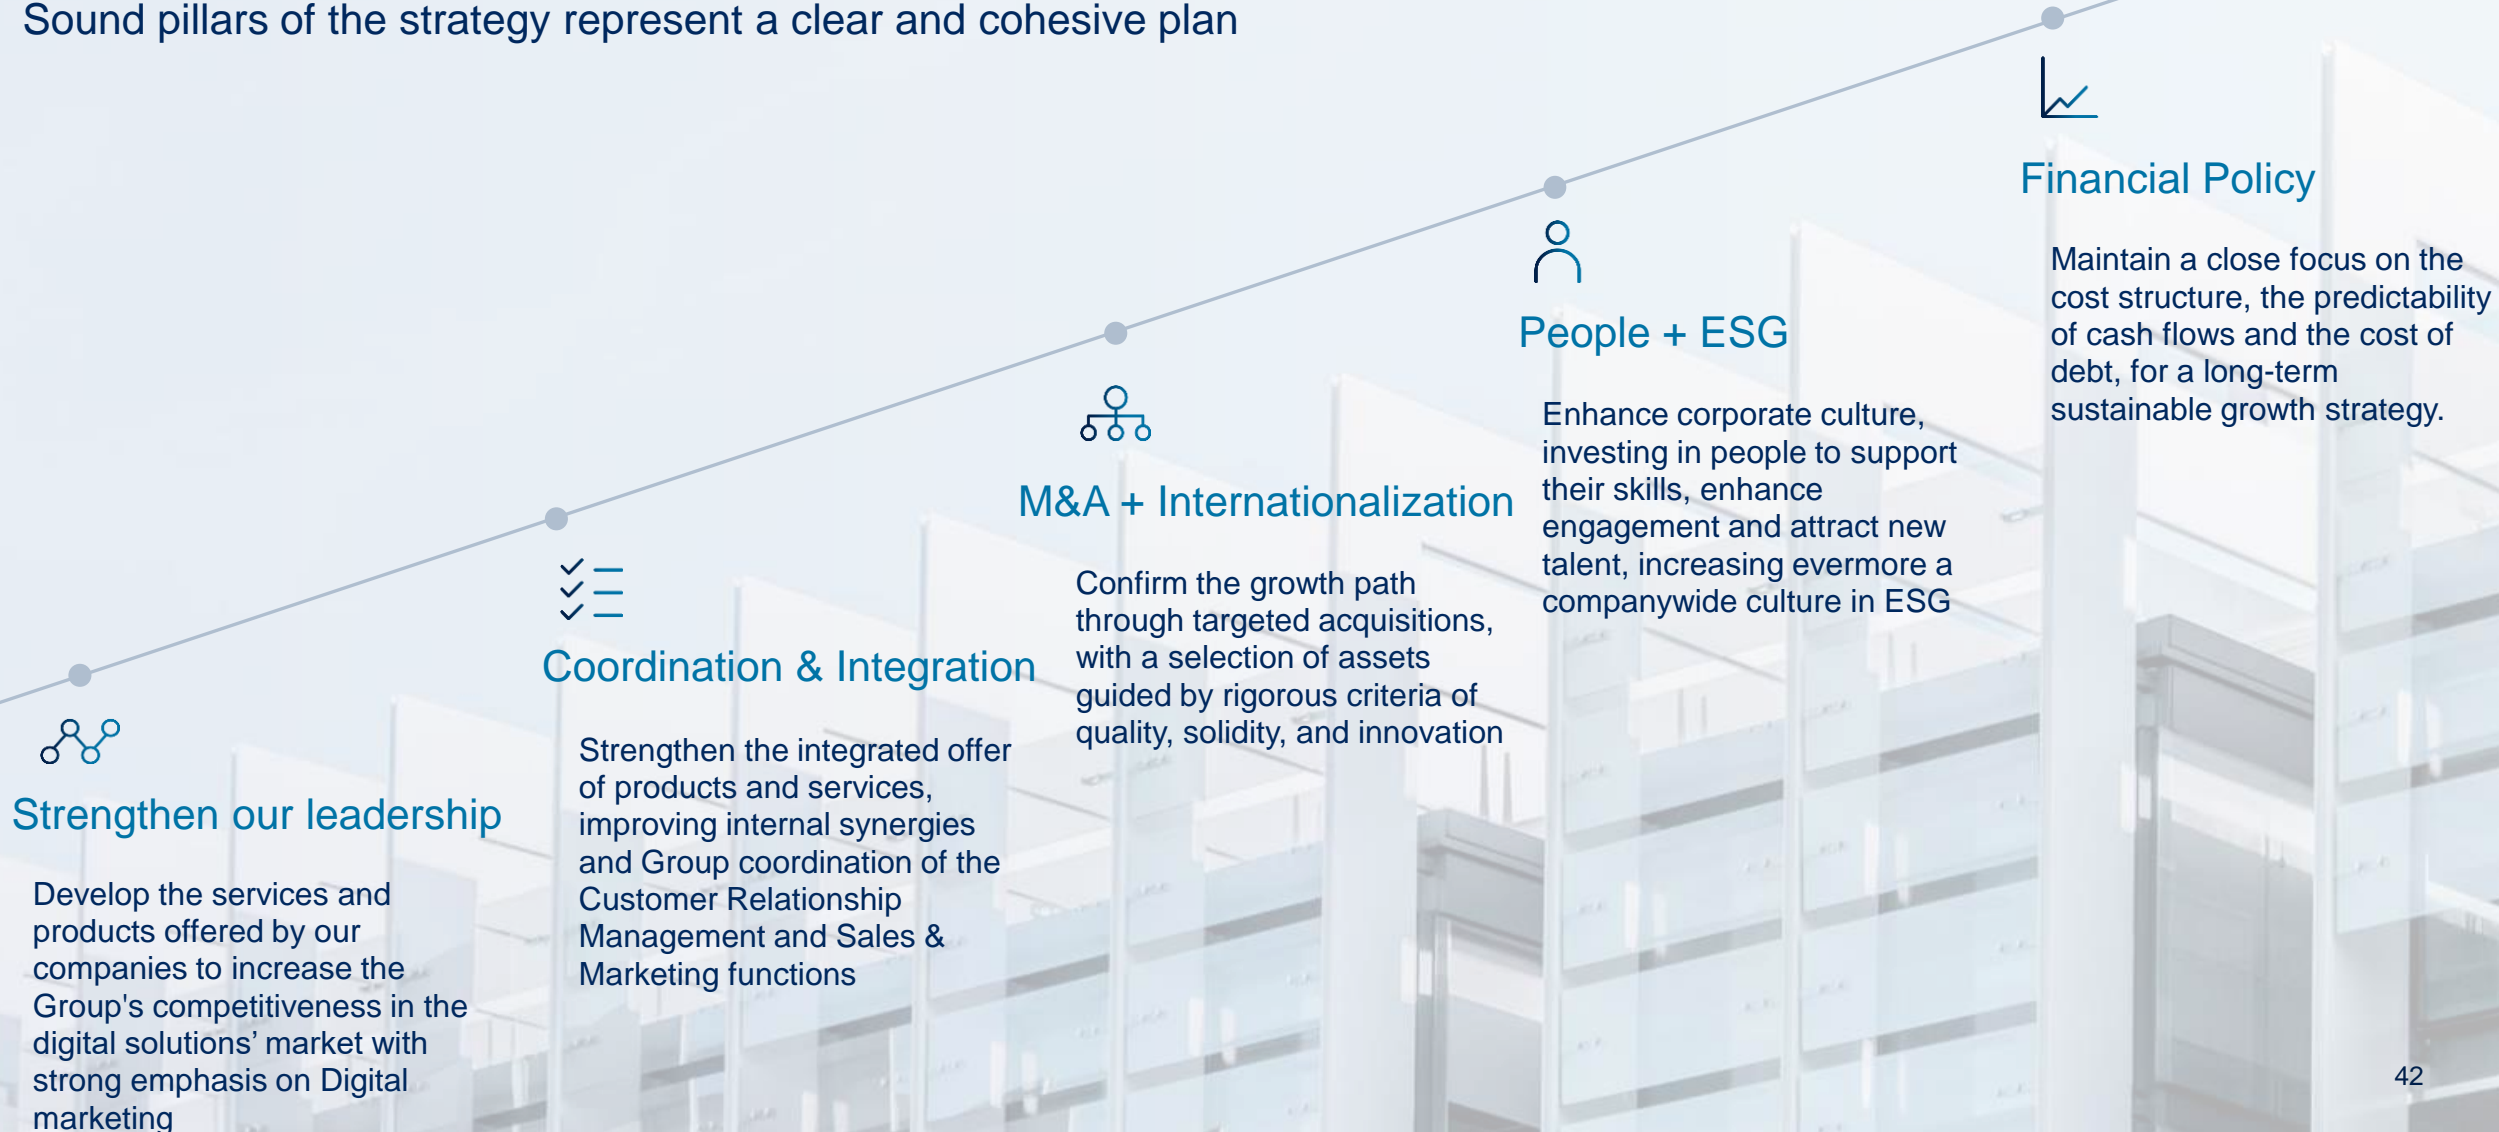 Sound pillars of the strategy represent a clear and cohesive plan
Strengthen our leadership
Develop the services and
products offered by our
companies to increase the
Group's competitiveness in the
digital solutions’ market with
strong emphasis on Digital
marketing
Coordination & Integration
Strengthen the integrated offer
of products and services,
improving internal synergies
and Group coordination of the
Customer Relationship
Management and Sales &
Marketing functions
M&A + Internationalization
Confirm the growth path
through targeted acquisitions,
with a selection of assets
guided by rigorous criteria of
quality, solidity, and innovation
People + ESG
Enhance corporate culture,
investing in people to support
their skills, enhance
engagement and attract new
talent, increasing evermore a
companywide culture in ESG
Financial Policy
Maintain a close focus on the
cost structure, the predictability
of cash flows and the cost of
debt, for a long-term
sustainable growth strategy.
42